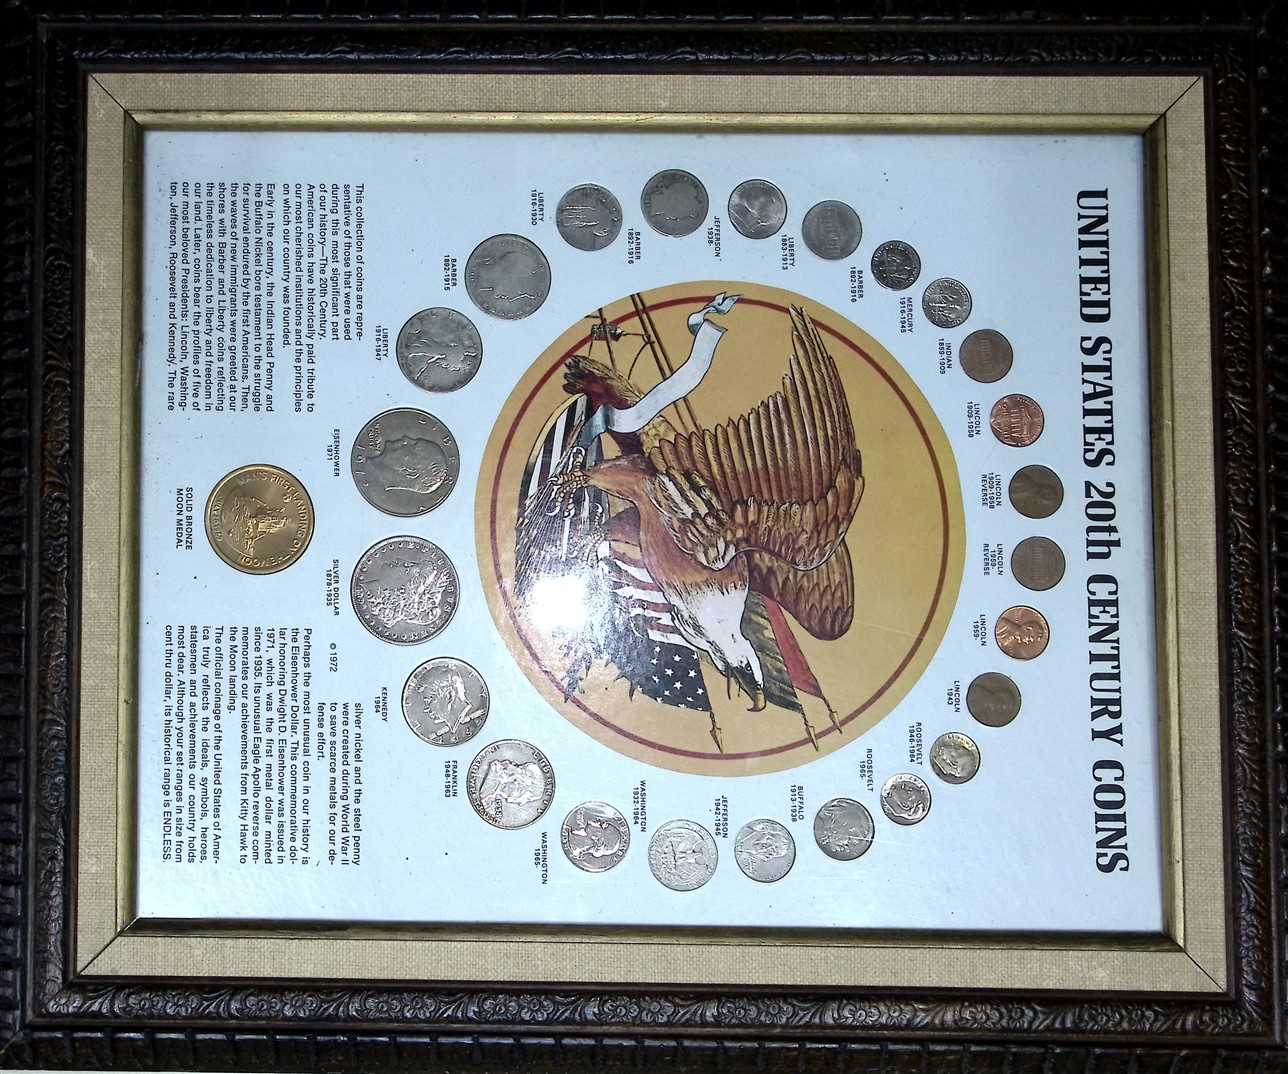 UNITED STATES 20th CENTURY COINS
LINCOLN
1909-1958
REVERSE
LINCOLN
1959-
REVERSE
LINCOLN
1909-1958
LINCOLN
1959-
INDIAN
1859-1909
LINCOLN
1943
MERCURY
1916-1945
ROOSEVELT
1946-1964
BARBER
1892-1916
ROOSEVELT
1965-
LIBERTY
1883-1913
BUFFALO
1913-1938
JEFFERSON
1938-
JEFFERSON
1942-1945
BARBER
1892-1916
WASHINGTON
1932-1964
LIBERTY
1916-1930
WASHINGTON
1965-
BARBER
1892-1915
FRANKLIN
1948-1963
LIBERTY
1916-1947
KENNEDY
1964
EISENHOWER
1971
SILVER DOLLAR
1878-1935
© 1972
This collection of coins are repre-
sentative of those that were used
during this most significant part
of our history—The 20th Century.
American coins have historically paid tribute to
our most cherished institutions and the principles
on which our country was founded.
Early in the century, the Indian Head Penny and
the Buffalo Nickel bore testament to the struggle
for survival endured by the first Americans. Then,
the waves of new immigrants were greeted at our
shores with Barber and Liberty coins reflecting
the timeless dedication to liberty and freedom in
our land. Later, coins bear the profiles of five of
our most beloved Presidents: Lincoln, Washing-
ton, Jefferson, Roosevelt and Kennedy. The rare
MAN'S FIRST LANDING ON THE MOON
SOLID BRONZE
MOON MEDAL
silver nickel and the steel penny
were created during World War II
to save scarce metals for our de-
fense effort.
Perhaps the most unusual coin in our history is
the Eisenhower Dollar. This commemorative dol-
lar honoring Dwight D. Eisenhower was issued in
1971, which was the first metal dollar minted
since 1935. Its unusual Eagle Apollo reverse com-
memorates our achievements from Kitty Hawk to
the Moon landing.
The official coinage of the United States of Amer-
ica truly reflects the ideals, symbols, heroes,
statesmen and achievements our country holds
most dear. Although your set ranges in size from
cent thru dollar, its historical range is ENDLESS.